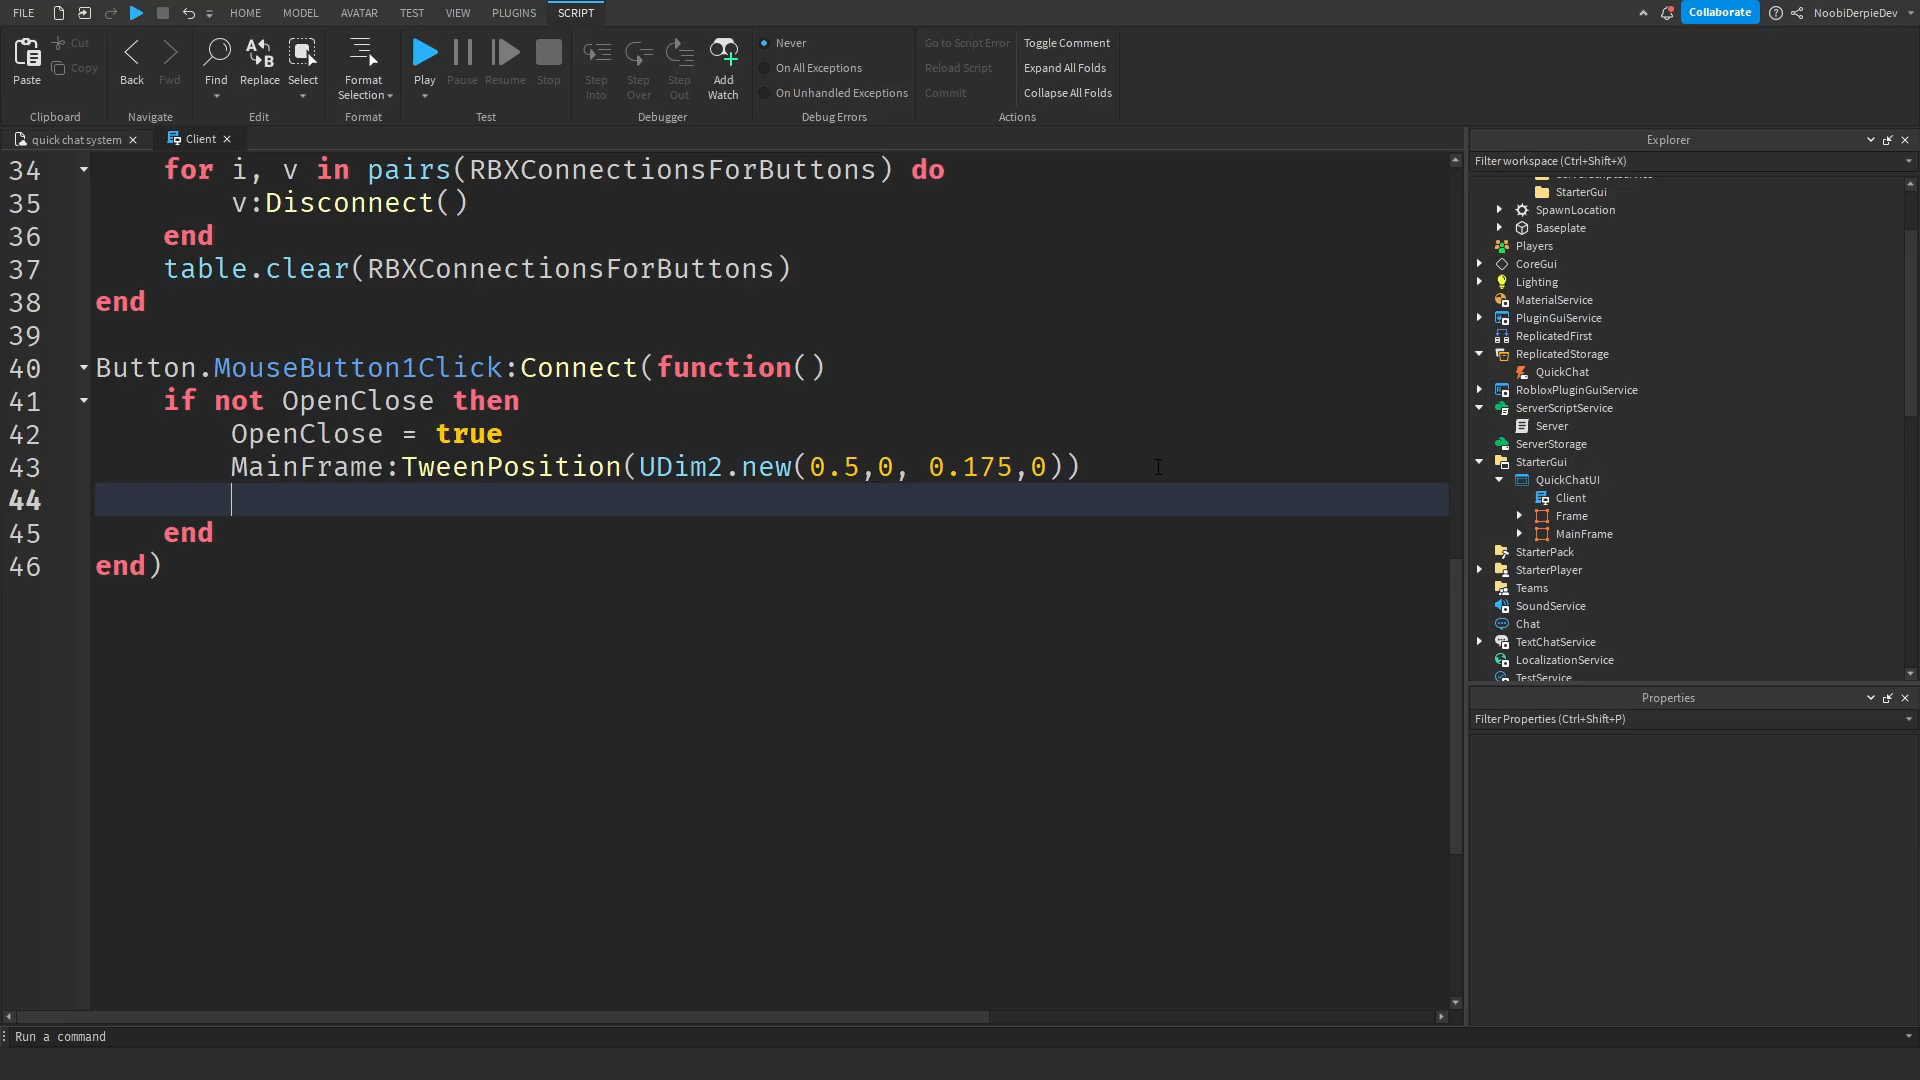 FILE HOME MODEL AVATAR TEST VIEW PLUGINS SCRIPT Collaborate NoobiDerpieDev
Paste Cut Copy Back Fwd Find Replace Select Format Selection Play Pause Resume Stop Step Into Step Over Step Out Add Watch
Never
On All Exceptions
On Unhandled Exceptions
Go to Script Error Toggle Comment
Reload Script Expand All Folds
Commit Collapse All Folds
Clipboard Navigate Edit Format Test Debugger Debug Errors Actions
quick chat system Client
34 for i, v in pairs(RBXConnectionsForButtons) do
35 v:Disconnect()
36 end
37 table.clear(RBXConnectionsForButtons)
38 end
39
40 Button.MouseButton1Click:Connect(function()
41 if not OpenClose then
42 OpenClose = true
43 MainFrame:TweenPosition(UDim2.new(0.5,0, 0.175,0))
44
45 end
46 end)
Explorer
Filter workspace (Ctrl+Shift+X)
ServerScriptService
StarterGui
SpawnLocation
Baseplate
Players
CoreGui
Lighting
MaterialService
PluginGuiService
ReplicatedFirst
ReplicatedStorage
QuickChat
RobloxPluginGuiService
ServerScriptService
Server
ServerStorage
StarterGui
QuickChatUI
Client
Frame
MainFrame
StarterPack
StarterPlayer
Teams
SoundService
Chat
TextChatService
LocalizationService
TestService
Properties
Filter Properties (Ctrl+Shift+P)
Run a command